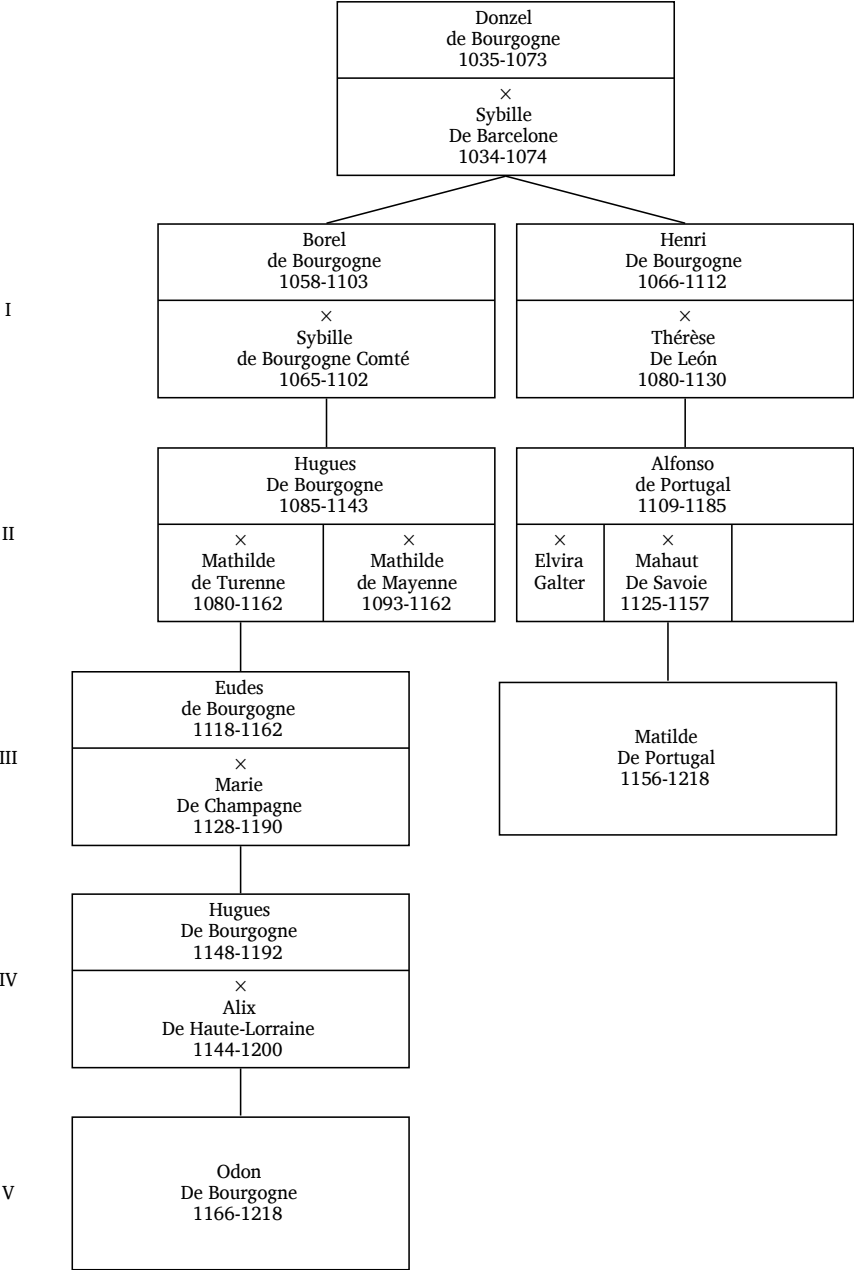 Donzel
de Bourgogne
1035-1073
×
Sybille
De Barcelone
1034-1074
I
Borel
de Bourgogne
1058-1103
×
Sybille
de Bourgogne Comté
1065-1102
Henri
De Bourgogne
1066-1112
×
Thérèse
De León
1080-1130
II
Hugues
De Bourgogne
1085-1143
×
Mathilde
de Turenne
1080-1162
×
Mathilde
de Mayenne
1093-1162
Alfonso
de Portugal
1109-1185
×
Elvira
Galter
×
Mahaut
De Savoie
1125-1157
III
Eudes
de Bourgogne
1118-1162
×
Marie
De Champagne
1128-1190
Matilde
De Portugal
1156-1218
IV
Hugues
De Bourgogne
1148-1192
×
Alix
De Haute-Lorraine
1144-1200
V
Odon
De Bourgogne
1166-1218